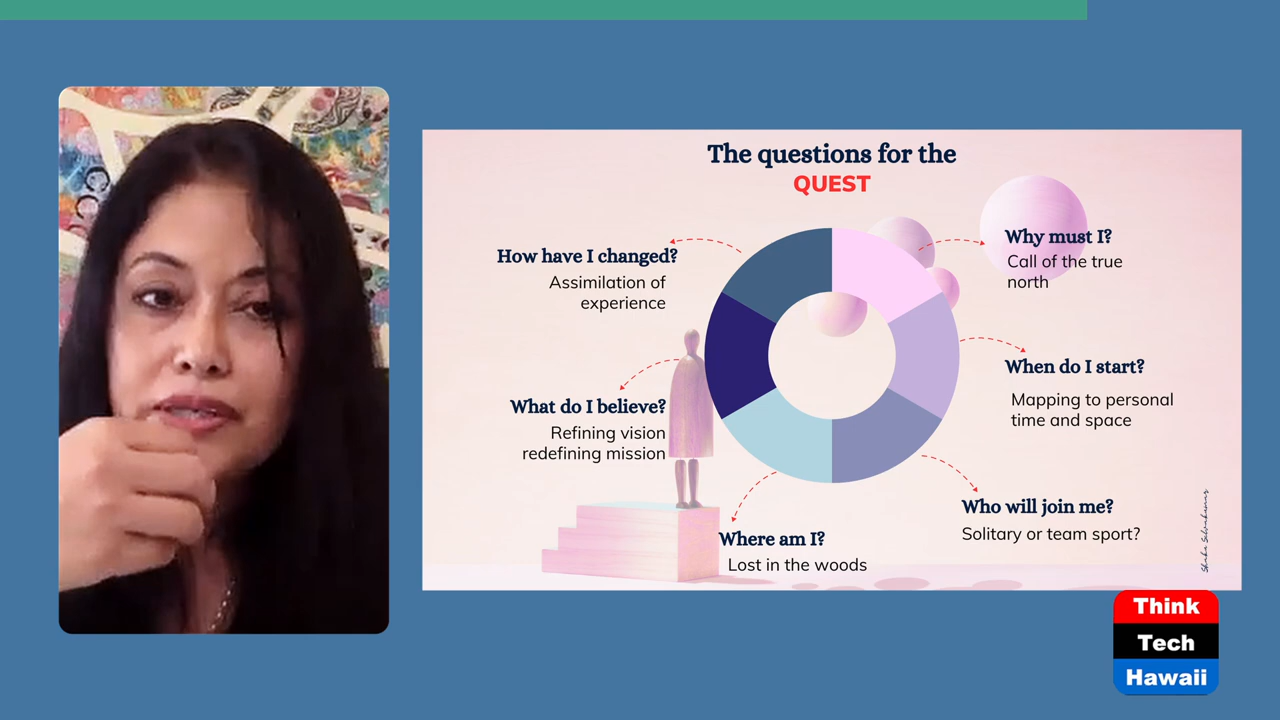 The questions for the
QUEST
How have I changed?
Assimilation of
experience
What do I believe?
Refining vision
redefining mission
Where am I?
Lost in the woods
Why must I?
Call of the true
north
When do I start?
Mapping to personal
time and space
Who will join me?
Solitary or team sport?
Think
Tech
Hawaii